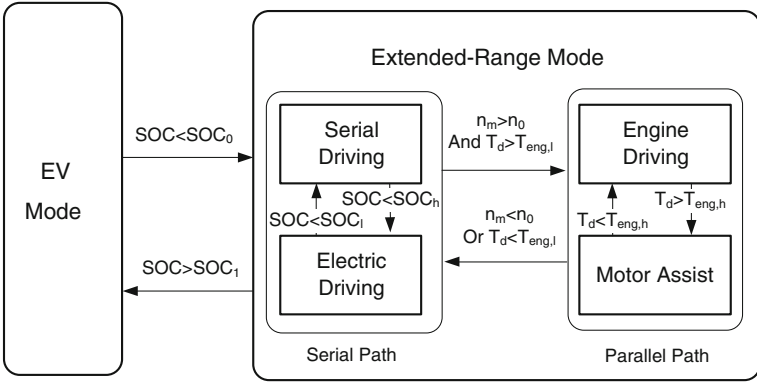 Extended-Range Mode
EV
Mode
SOC<SOC₀
SOC>SOC₁
Serial
Driving
SOC<SOCₕ
SOC<SOCₗ
Electric
Driving
Serial Path
nₘ>n₀
And T_d>T_eng,l
nₘ<n₀
Or T_d<T_eng,l
Engine
Driving
T_d>T_eng,h
T_d<T_eng,h
Motor Assist
Parallel Path